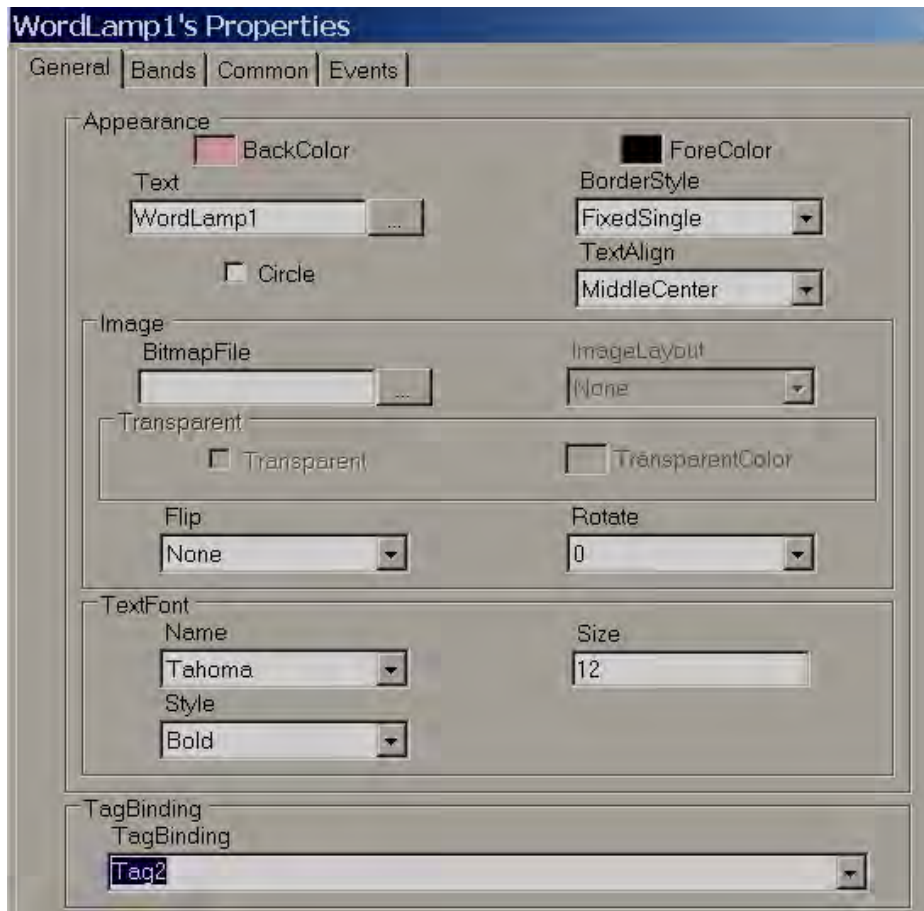 WordLamp1's Properties
General Bands Common Events
Appearance
BackColor ForeColor
Text BorderStyle
WordLamp1 ... FixedSingle
TextAlign
Circle MiddleCenter
Image
BitmapFile ImageLayout
... None
Transparent
Transparent TransparentColor
Flip Rotate
None 0
TextFont
Name Size
Tahoma 12
Style
Bold
TagBinding
TagBinding
Tag2